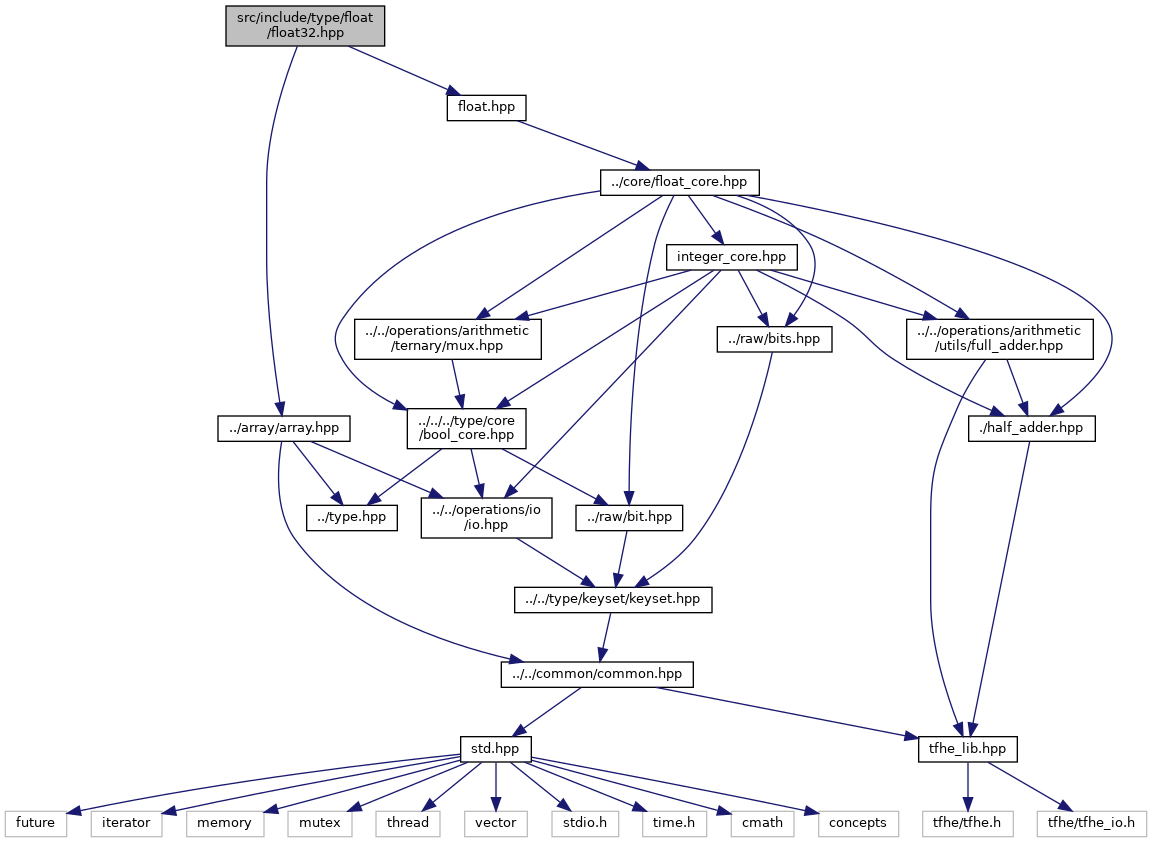 src/include/type/float
/float32.hpp
float.hpp
../core/float_core.hpp
integer_core.hpp
../../operations/arithmetic
/ternary/mux.hpp
../raw/bits.hpp
../../operations/arithmetic
/utils/full_adder.hpp
../array/array.hpp
../../../type/core
/bool_core.hpp
./half_adder.hpp
../type.hpp
../../operations/io
/io.hpp
../raw/bit.hpp
../../type/keyset/keyset.hpp
../../common/common.hpp
std.hpp
tfhe_lib.hpp
future
iterator
memory
mutex
thread
vector
stdio.h
time.h
cmath
concepts
tfhe/tfhe.h
tfhe/tfhe_io.h